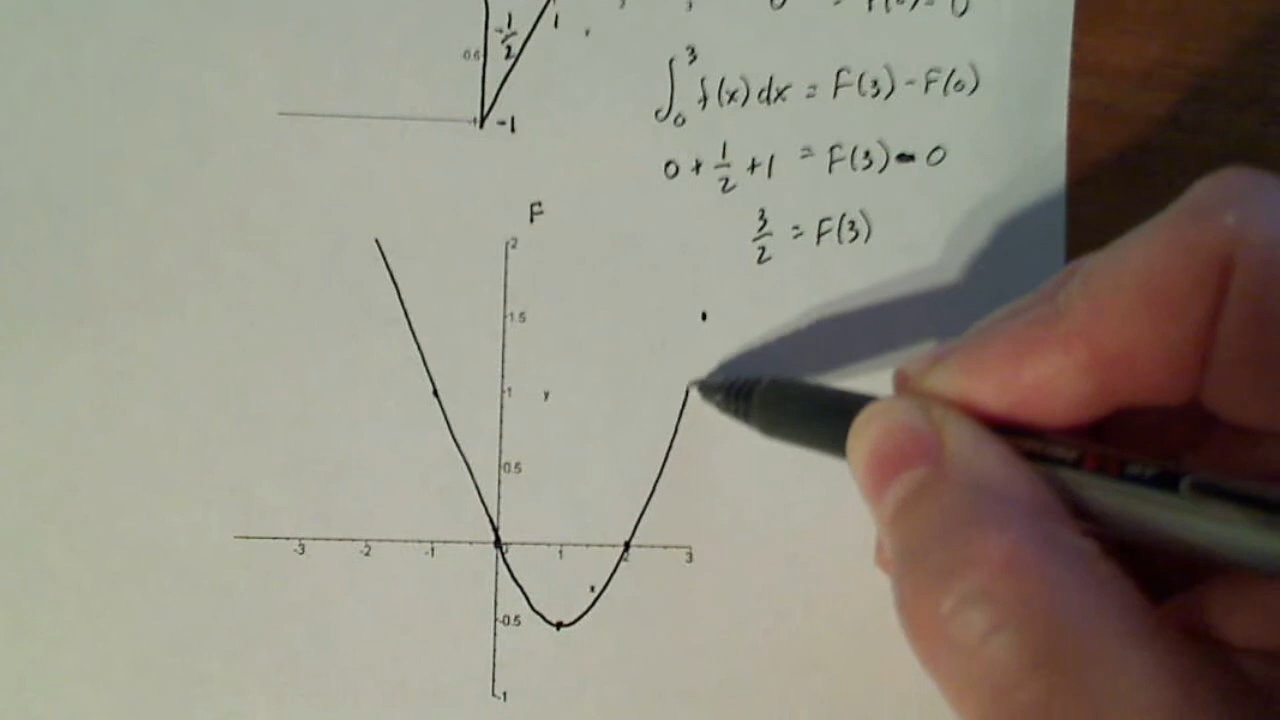 = F(0) = 0
-1/2
1
0.5
-1
∫₀³ f(x)dx = F(3) - F(0)
0 + 1/2 + 1 = F(3) - 0
3/2 = F(3)
F
2
1.5
1
y
0.5
-3 -2 -1 0 1 2 3
x
-0.5
-1